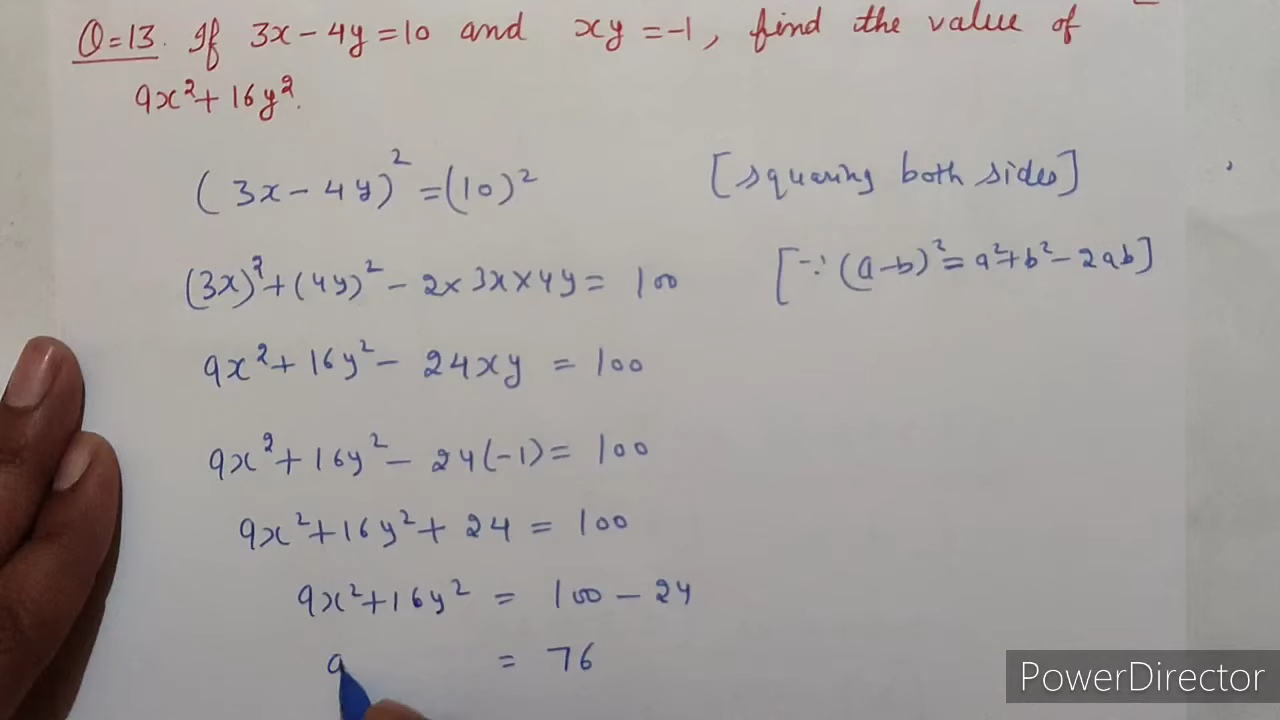 Q=13. If 3x-4y=10 and xy=-1, find the value of
9x²+16y².
(3x-4y)²=(10)² [squaring both sides]
(3x)²+(4y)²-2×3x×4y=100 [∵(a-b)²=a²+b²-2ab]
9x²+16y²-24xy=100
9x²+16y²-24(-1)=100
9x²+16y²+24=100
9x²+16y²=100-24
9 =76
PowerDirector